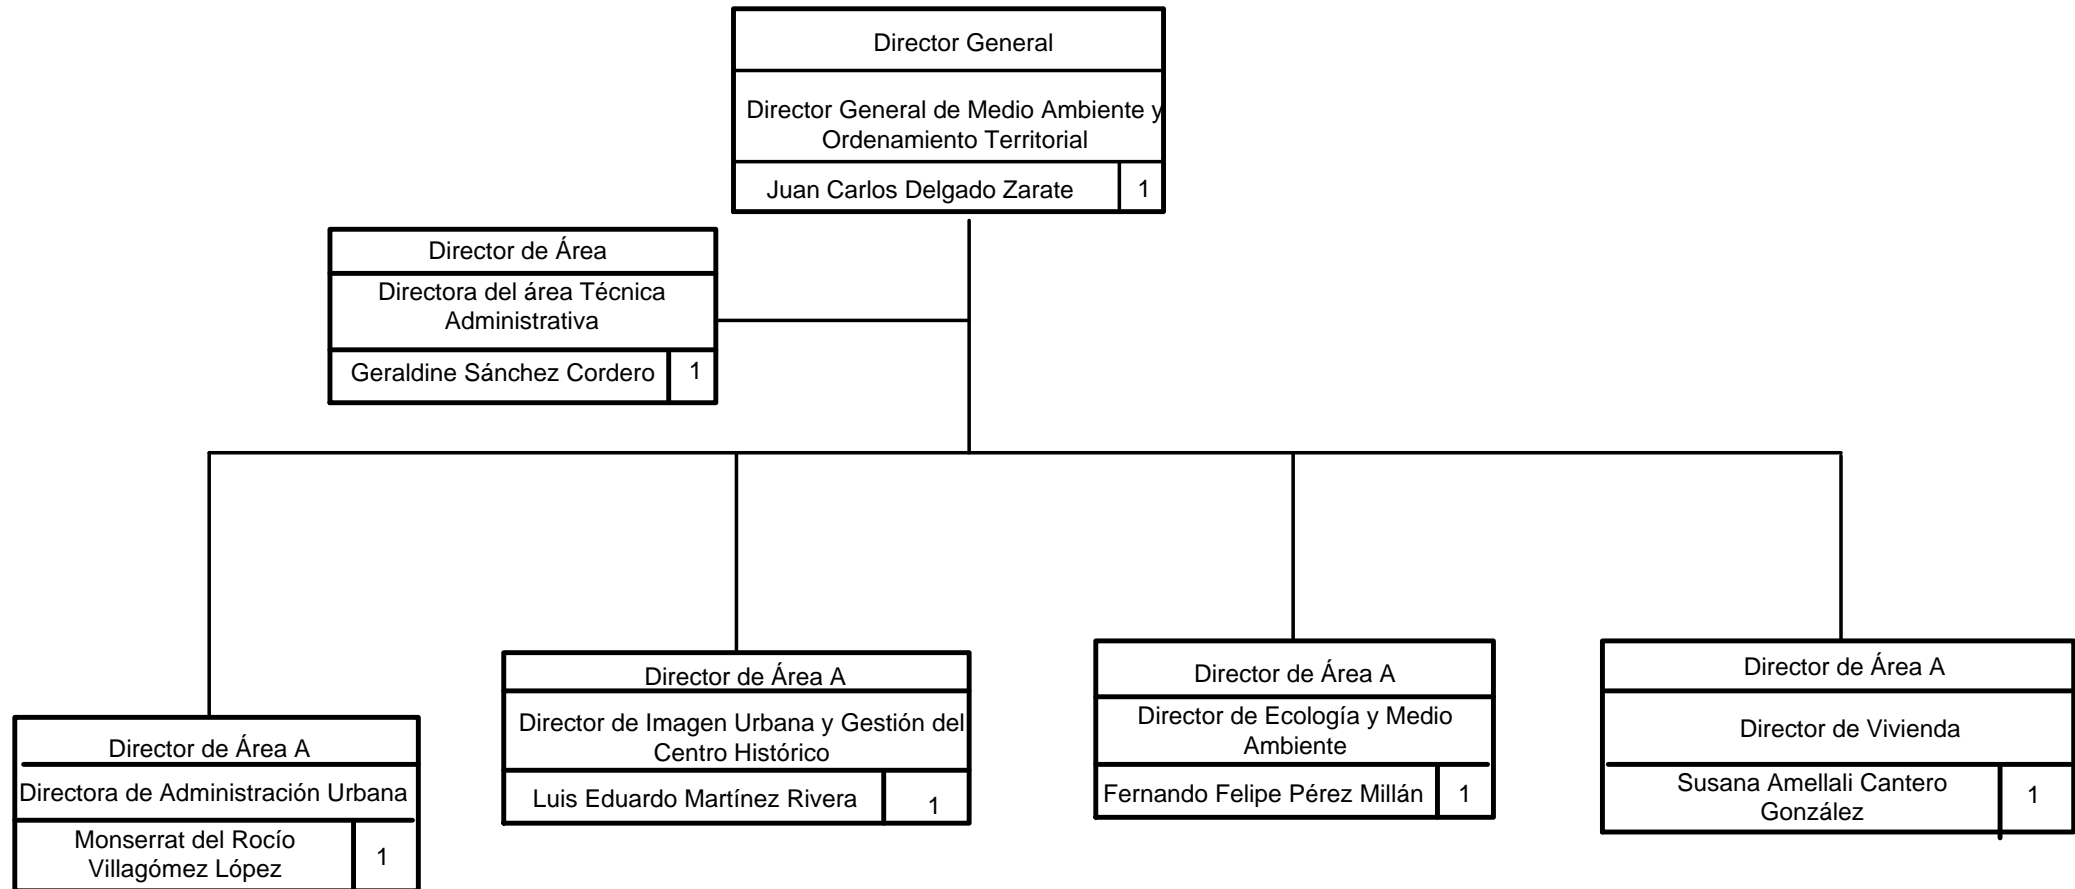 Director General
Director General de Medio Ambiente y
Ordenamiento Territorial
Juan Carlos Delgado Zarate
1
Director de Área
Directora del área Técnica
Administrativa
Geraldine Sánchez Cordero
1
Director de Área A
Directora de Administración Urbana
Monserrat del Rocío
Villagómez López
1
Director de Área A
Director de Imagen Urbana y Gestión del
Centro Histórico
Luis Eduardo Martínez Rivera
1
Director de Área A
Director de Ecología y Medio
Ambiente
Fernando Felipe Pérez Millán
1
Director de Área A
Director de Vivienda
Susana Amellali Cantero
González
1